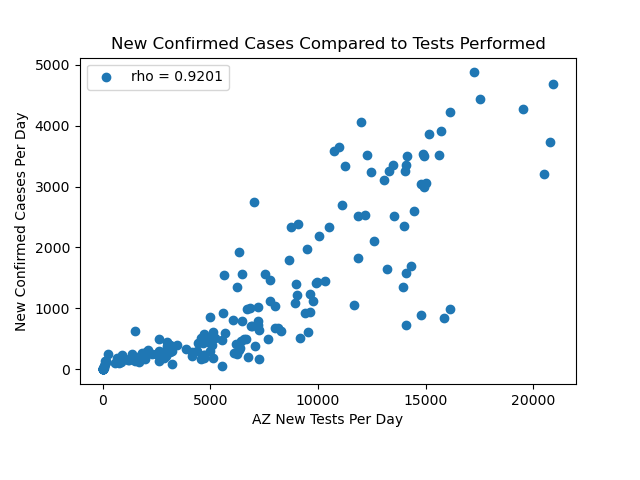 New Confirmed Cases Compared to Tests Performed
rho = 0.9201
New Confirmed Caeses Per Day
5000
4000
3000
2000
1000
0
0 5000 10000 15000 20000
AZ New Tests Per Day